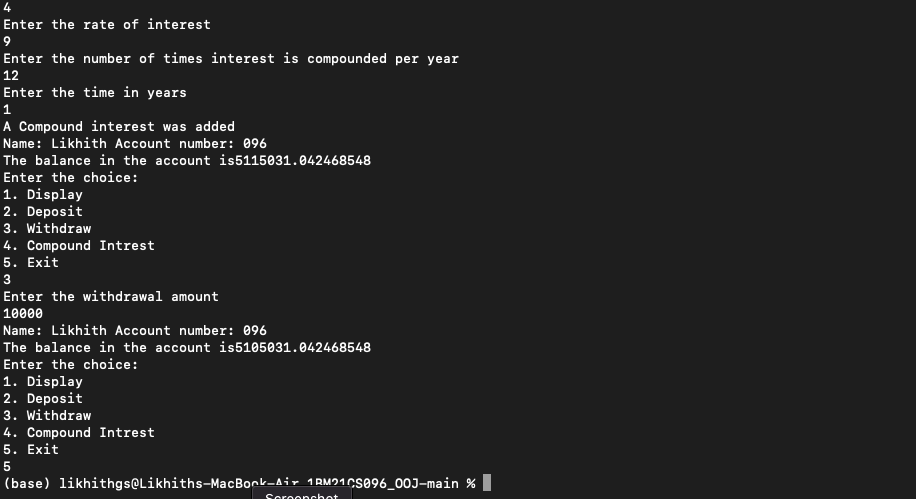 4
Enter the rate of interest
9
Enter the number of times interest is compounded per year
12
Enter the time in years
1
A Compound interest was added
Name: Likhith Account number: 096
The balance in the account is5115031.042468548
Enter the choice:
1. Display
2. Deposit
3. Withdraw
4. Compound Intrest
5. Exit
3
Enter the withdrawal amount
10000
Name: Likhith Account number: 096
The balance in the account is5105031.042468548
Enter the choice:
1. Display
2. Deposit
3. Withdraw
4. Compound Intrest
5. Exit
5
(base) likhithgs@Likhiths-MacBook-Air 1BM21CS096_OOJ-main %
Screenshot